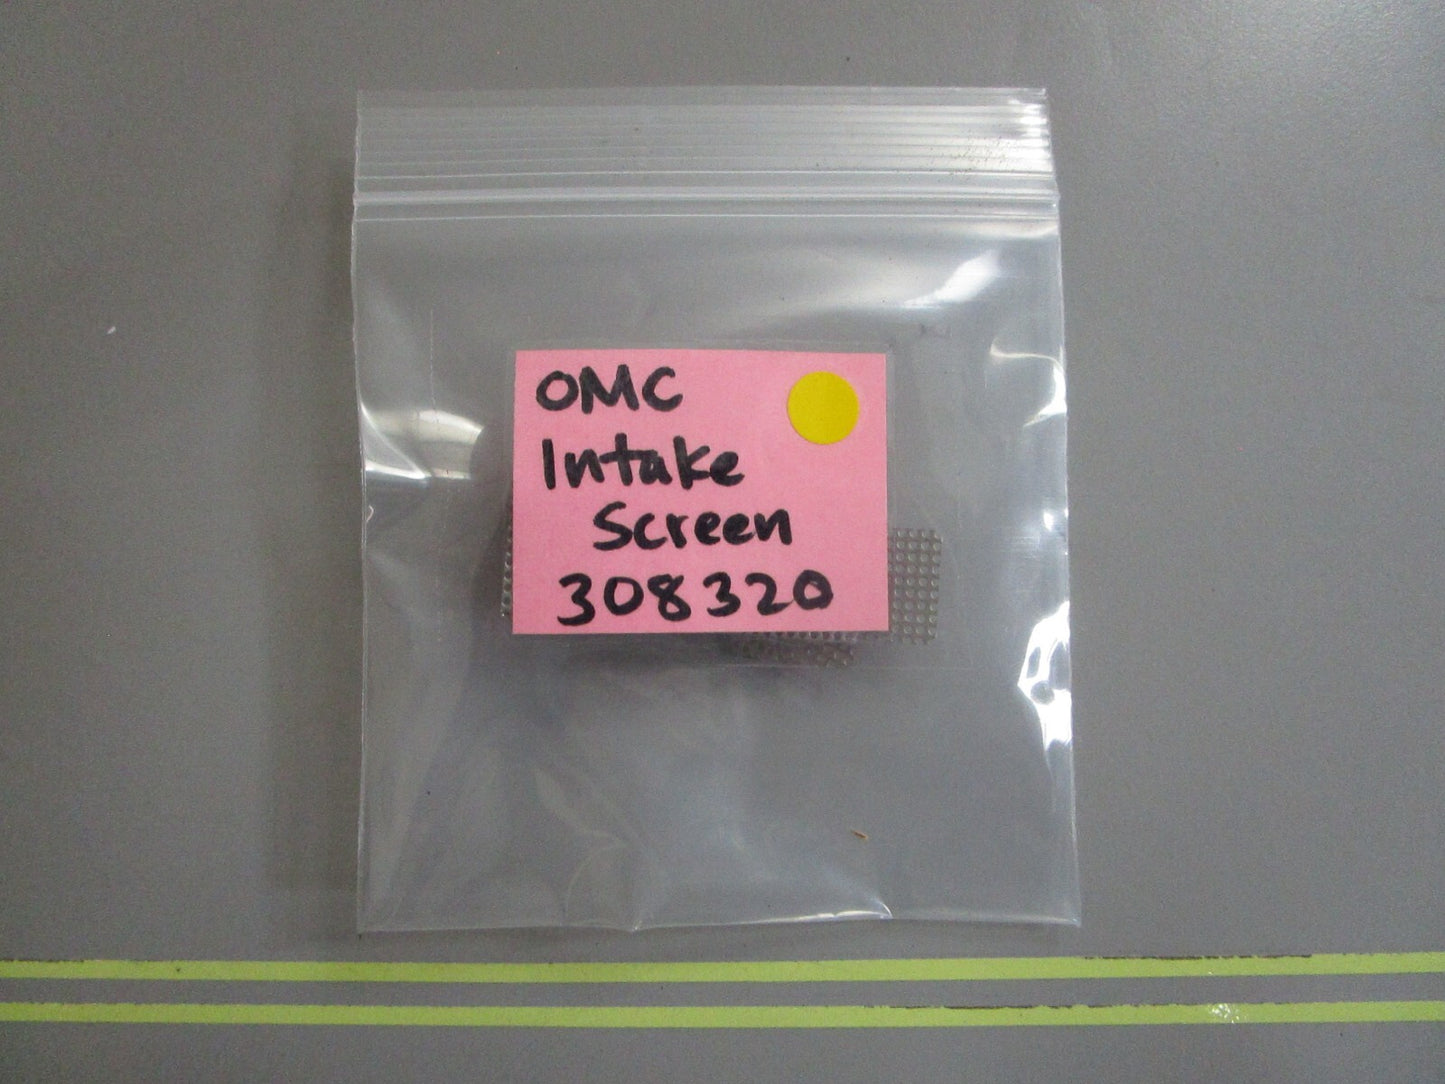 OMC
Intake
Screen
308320